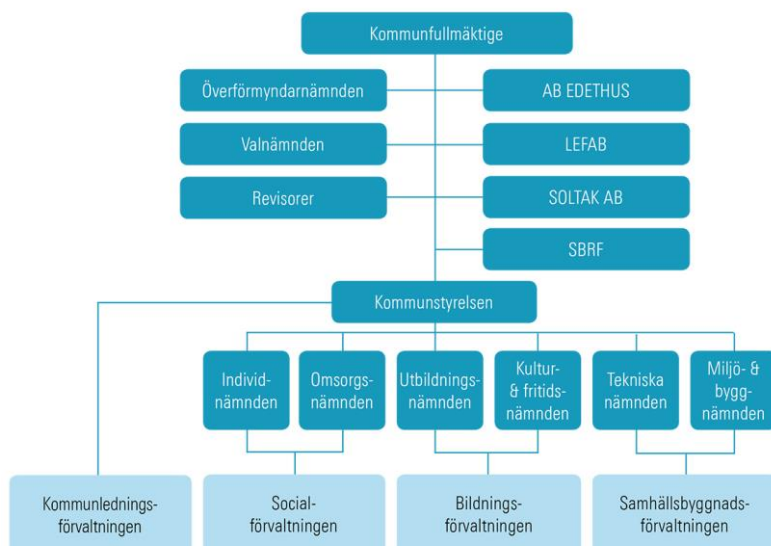 Kommunfullmäktige
Överförmyndarnämnden
AB EDETHUS
Valnämnden
LEFAB
Revisorer
SOLTAK AB
SBRF
Kommunstyrelsen
Individ-
nämnden
Omsorgs-
nämnden
Utbildnings-
nämnden
Kultur-
& fritids-
nämnden
Tekniska
nämnden
Miljö- &
bygg-
nämnden
Kommunlednings-
förvaltningen
Social-
förvaltningen
Bildnings-
förvaltningen
Samhällsbyggnads-
förvaltningen